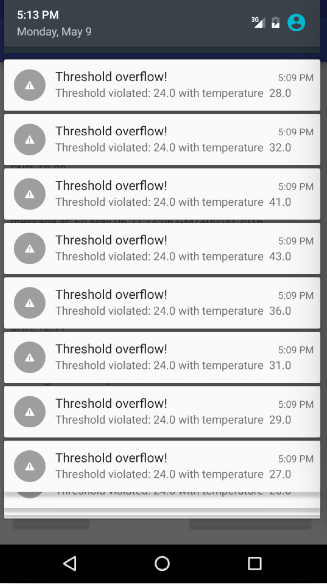 5:13 PM
Monday, May 9
3G
Threshold overflow! 5:09 PM
Threshold violated: 24.0 with temperature 28.0
Threshold overflow! 5:09 PM
Threshold violated: 24.0 with temperature 32.0
Threshold overflow! 5:09 PM
Threshold violated: 24.0 with temperature 41.0
Threshold overflow! 5:09 PM
Threshold violated: 24.0 with temperature 43.0
Threshold overflow! 5:09 PM
Threshold violated: 24.0 with temperature 36.0
Threshold overflow! 5:09 PM
Threshold violated: 24.0 with temperature 31.0
Threshold overflow! 5:09 PM
Threshold violated: 24.0 with temperature 29.0
Threshold overflow! 5:09 PM
Threshold violated: 24.0 with temperature 27.0
Threshold violated: 24.0 with temperature